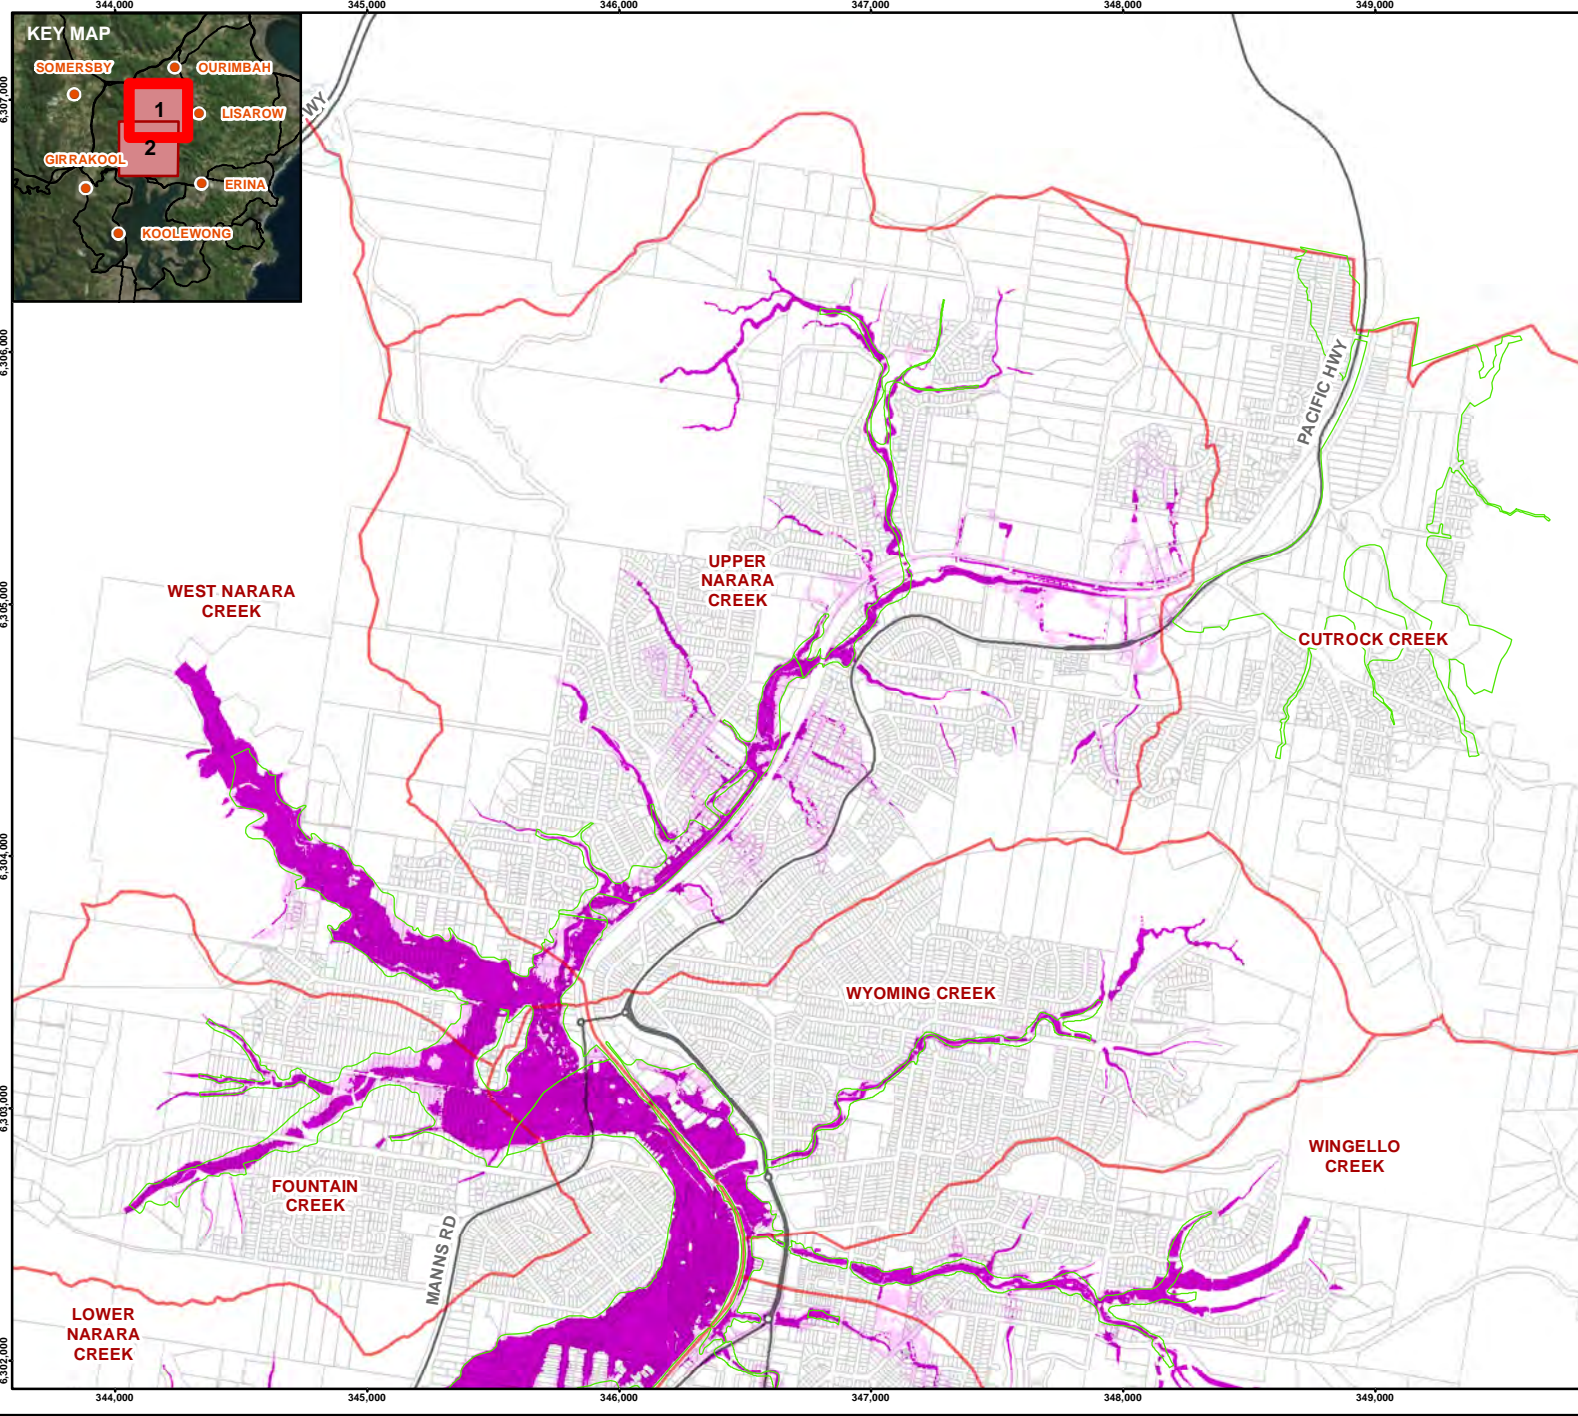 344,000
345,000
346,000
347,000
348,000
349,000
KEY MAP
SOMERSBY
OURIMBAH
1
LISAROW
2
GIRRAKOOL
ERINA
KOOLEWONG
WY
6,307,000
6,306,000
6,305,000
6,304,000
6,303,000
6,302,000
PACIFIC HWY
UPPER
NARARA
CREEK
WEST NARARA
CREEK
CUTROCK CREEK
WYOMING CREEK
WINGELLO
CREEK
FOUNTAIN
CREEK
MANNS RD
LOWER
NARARA
CREEK
344,000
345,000
346,000
347,000
348,000
349,000